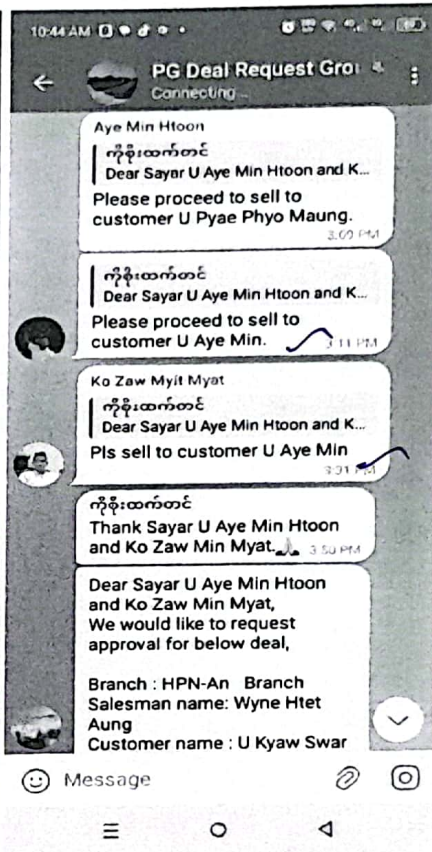 10:44 AM
PG Deal Request Gro
Connecting...
Aye Min Htoon
ကိုစိုးထက်တင်
Dear Sayar U Aye Min Htoon and K...
Please proceed to sell to
customer U Pyae Phyo Maung.
3:09 PM
ကိုစိုးထက်တင်
Dear Sayar U Aye Min Htoon and K...
Please proceed to sell to
customer U Aye Min.
3:11 PM
Ko Zaw Myit Myat
ကိုစိုးထက်တင်
Dear Sayar U Aye Min Htoon and K...
Pls sell to customer U Aye Min
3:31 PM
ကိုစိုးထက်တင်
Thank Sayar U Aye Min Htoon
and Ko Zaw Min Myat.🙏 3:50 PM
Dear Sayar U Aye Min Htoon
and Ko Zaw Min Myat,
We would like to request
approval for below deal,
Branch : HPN-An Branch
Salesman name: Wyne Htet
Aung
Customer name : U Kyaw Swar
Message